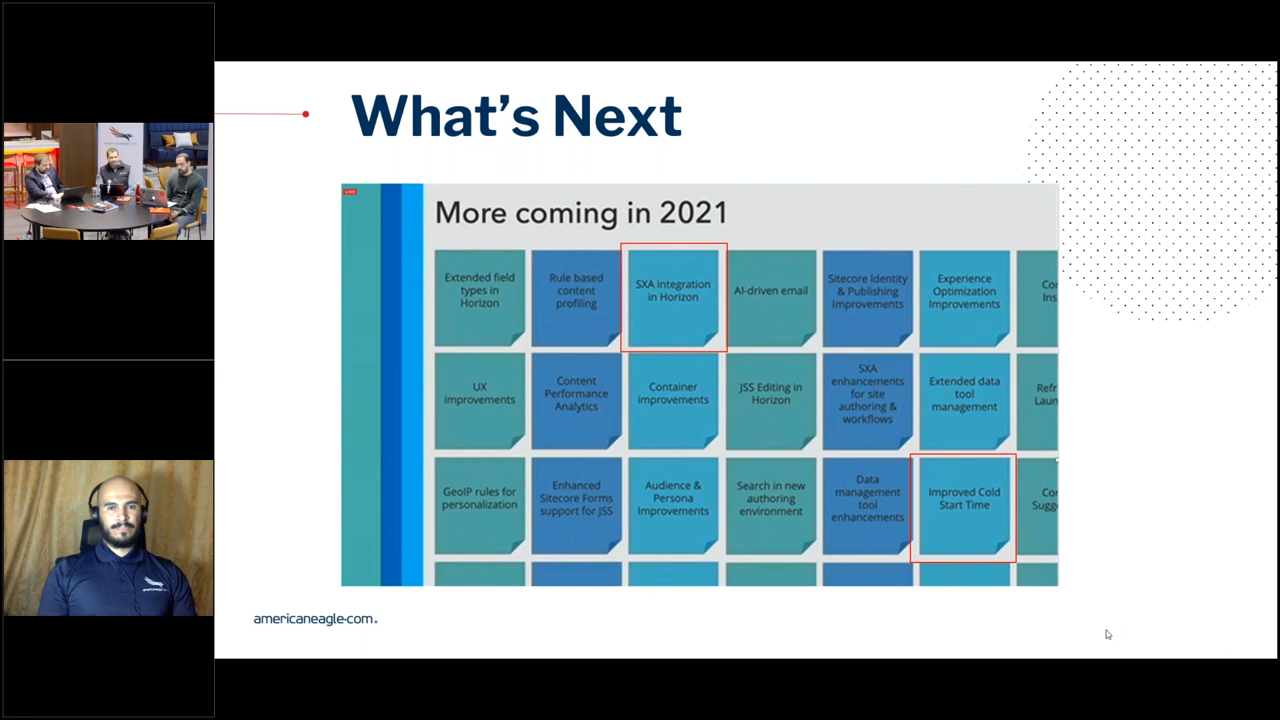 What's Next
LIVE
More coming in 2021
Extended field
types in
Horizon
Rule based
content
profiling
SXA integration
in Horizon
AI-driven email
Sitecore Identity
& Publishing
Improvements
Experience
Optimization
Improvements
UX
improvements
Content
Performance
Analytics
Container
improvements
JSS Editing in
Horizon
SXA
enhancements
for site
authoring &
workflows
Extended data
tool
management
GeoIP rules for
personalization
Enhanced
Sitecore Forms
support for JSS
Audience &
Persona
Improvements
Search in new
authoring
environment
Data
management
tool
enhancements
Improved Cold
Start Time
americaneagle.com